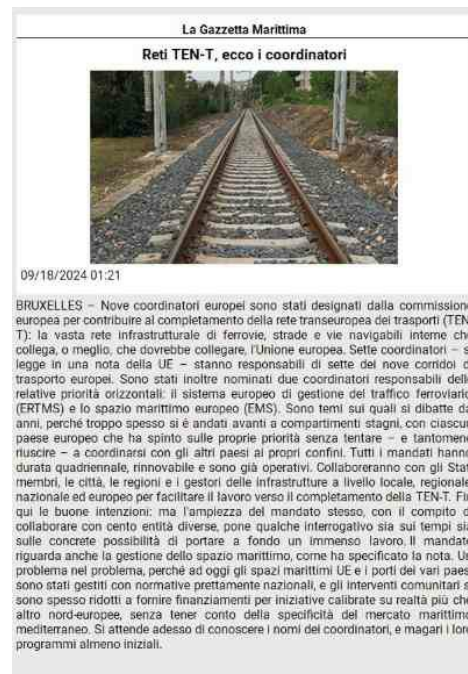 La Gazzetta Marittima
Reti TEN-T, ecco i coordinatori
09/18/2024 01:21
BRUXELLES – Nove coordinatori europei sono stati designati dalla commissione
europea per contribuire al completamento della rete transeuropea dei trasporti (TEN-
T): la vasta rete infrastrutturale di ferrovie, strade e vie navigabili interne che
collega, o meglio, che dovrebbe collegare, l'Unione europea. Sette coordinatori – si
legge in una nota della UE – stanno responsabili di sette dei nove corridoi di
trasporto europei. Sono stati inoltre nominati due coordinatori responsabili delle
relative priorità orizzontali: il sistema europeo di gestione del traffico ferroviario
(ERTMS) e lo spazio marittimo europeo (EMS). Sono temi sui quali si dibatte da
anni, perché troppo spesso si è andati avanti a compartimenti stagni, con ciascun
paese europeo che ha spinto sulle proprie priorità senza tentare – e tantomeno
riuscire – a coordinarsi con gli altri paesi ai propri confini. Tutti i mandati hanno
durata quadriennale, rinnovabile e sono già operativi. Collaboreranno con gli Stati
membri, le città, le regioni e i gestori delle infrastrutture a livello locale, regionale,
nazionale ed europeo per facilitare il lavoro verso il completamento della TEN-T. Fin
qui le buone intenzioni: ma l'ampiezza del mandato stesso, con il compito di
collaborare con cento entità diverse, pone qualche interrogativo sia sui tempi sia
sulle concrete possibilità di portare a fondo un immenso lavoro. Il mandato
riguarda anche la gestione dello spazio marittimo, come ha specificato la nota. Un
problema nel problema, perché ad oggi gli spazi marittimi UE e i porti dei vari paesi
sono stati gestiti con normative prettamente nazionali, e gli interventi comunitari si
sono spesso ridotti a fornire finanziamenti per iniziative calibrate su realtà più che
altro nord-europee, senza tener conto della specificità del mercato marittimo
mediterraneo. Si attende adesso di conoscere i nomi dei coordinatori, e magari i loro
programmi almeno iniziali.